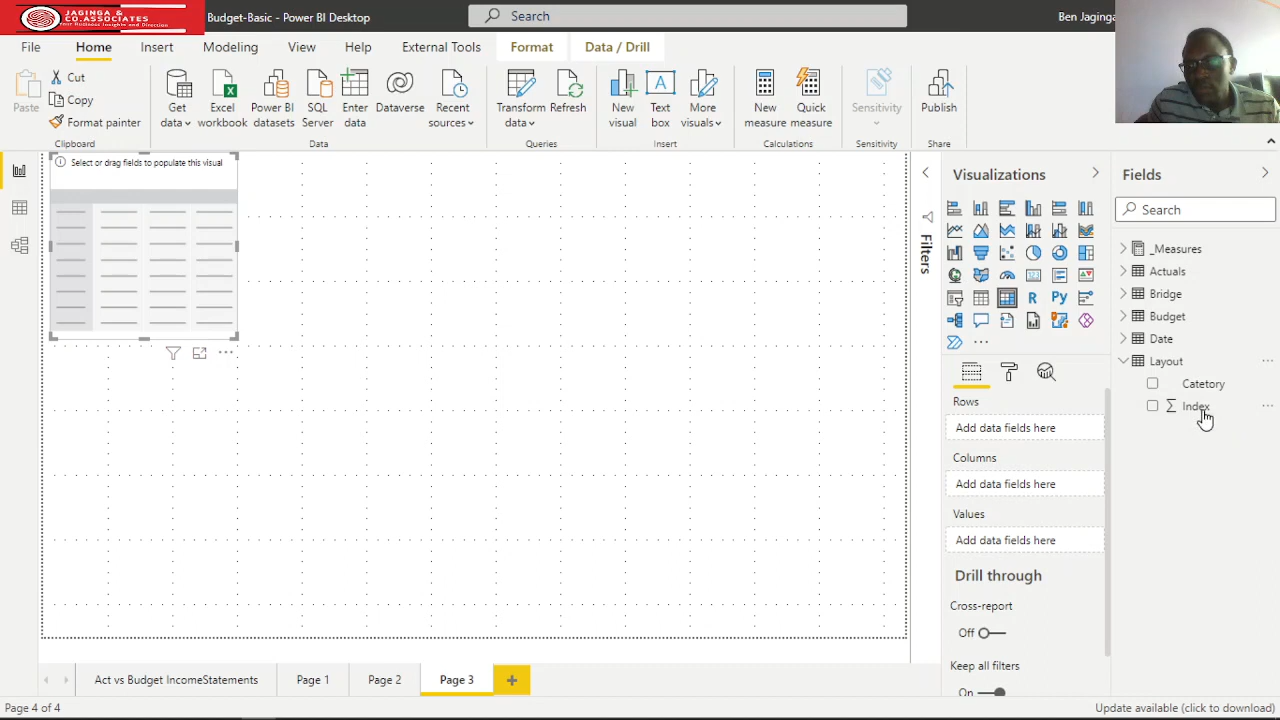 JAGINGA &
CO.ASSOCIATES
Your Business Insights and Direction
Budget-Basic - Power BI Desktop
Search
Ben Jaginga
File
Home
Insert
Modeling
View
Help
External Tools
Format
Data / Drill
Paste
Cut
Copy
Format painter
Clipboard
Get data
Excel workbook
Power BI datasets
SQL Server
Enter data
Dataverse
Recent sources
Data
Transform data
Refresh
Queries
New visual
Text box
More visuals
Insert
New measure
Quick measure
Calculations
Sensitivity
Sensitivity
Publish
Share
Select or drag fields to populate this visual
Filters
Visualizations
R
Py
Rows
Add data fields here
Columns
Add data fields here
Values
Add data fields here
Drill through
Cross-report
Off
Keep all filters
On
Fields
Search
_Measures
Actuals
Bridge
Budget
Date
Layout
Catetory
Index
Act vs Budget IncomeStatements
Page 1
Page 2
Page 3
Page 4 of 4
Update available (click to download)